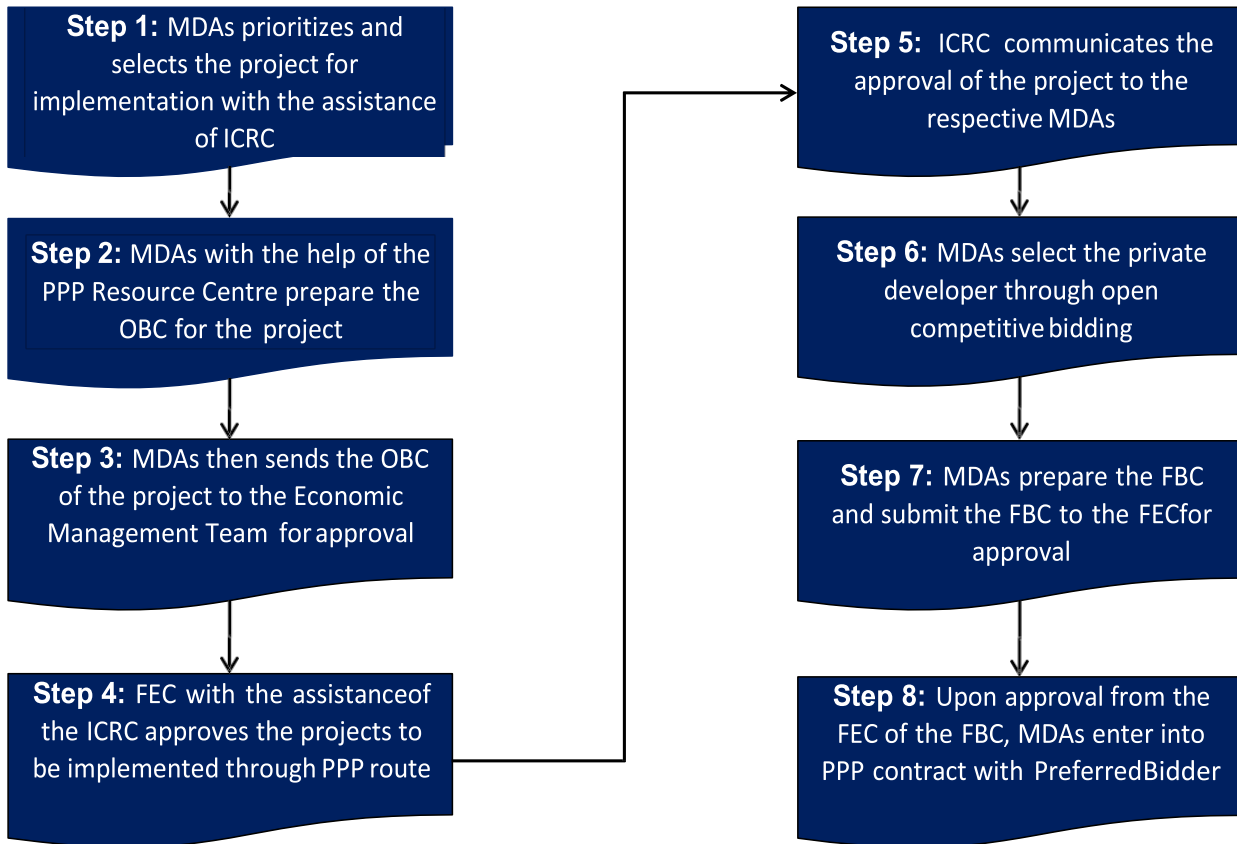 Step 1: MDAs prioritizes and
selects the project for
implementation with the assistance
of ICRC
Step 2: MDAs with the help of the
PPP Resource Centre prepare the
OBC for the project
Step 3: MDAs then sends the OBC
of the project to the Economic
Management Team for approval
Step 4: FEC with the assistanceof
the ICRC approves the projects to
be implemented through PPP route
Step 5: ICRC communicates the
approval of the project to the
respective MDAs
Step 6: MDAs select the private
developer through open
competitive bidding
Step 7: MDAs prepare the FBC
and submit the FBC to the FECfor
approval
Step 8: Upon approval from the
FEC of the FBC, MDAs enter into
PPP contract with PreferredBidder